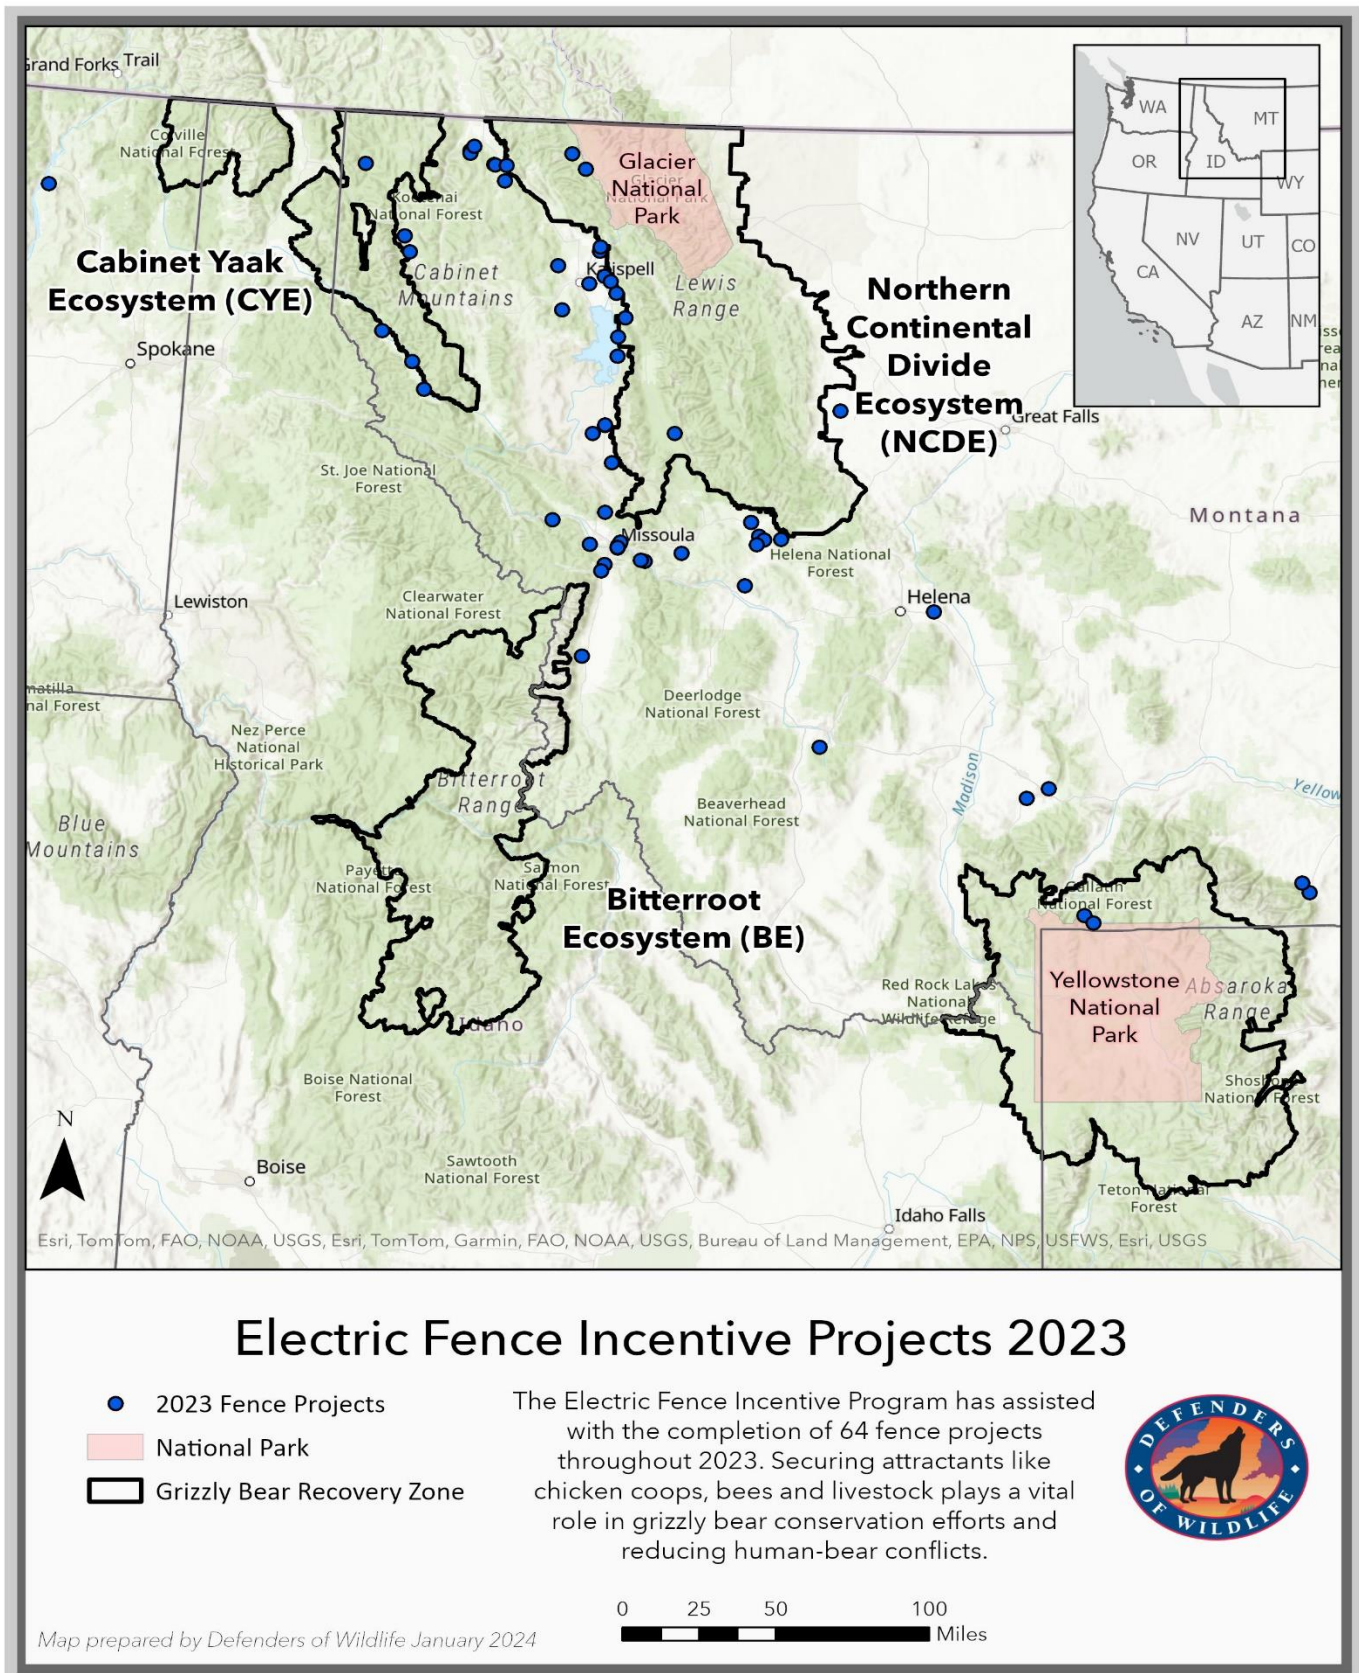 Grand Forks
Trail
Colville
National Forest
Glacier
National
Park
Glacier
National Park
Kootenai
National Forest
Cabinet Yaak
Ecosystem (CYE)
Cabinet
Mountains
Kalispell
Lewis
Range
Northern
Continental
Divide
Ecosystem
(NCDE)
Spokane
Great Falls
St. Joe National
Forest
Montana
Missoula
Helena National
Forest
Lewiston
Clearwater
National Forest
Helena
Deerlodge
National Forest
Nez Perce
National
Historical Park
Bitterroot
Range
Madison
Yellow
Beaverhead
National Forest
Blue
Mountains
Payette
National Forest
Salmon
National Forest
Bitterroot
Ecosystem (BE)
Gallatin
National Forest
Yellowstone
National
Park
Absaroka
Range
Red Rock Lakes
National
Wildlife Refuge
Idaho
Boise National
Forest
Shoshone
National Forest
N
Boise
Sawtooth
National Forest
Teton National
Forest
Idaho Falls
WA
MT
OR
ID
WY
NV
UT
CO
CA
AZ
NM
Esri, TomTom, FAO, NOAA, USGS, Esri, TomTom, Garmin, FAO, NOAA, USGS, Bureau of Land Management, EPA, NPS, USFWS, Esri, USGS
Electric Fence Incentive Projects 2023
2023 Fence Projects
National Park
Grizzly Bear Recovery Zone
The Electric Fence Incentive Program has assisted
with the completion of 64 fence projects
throughout 2023. Securing attractants like
chicken coops, bees and livestock plays a vital
role in grizzly bear conservation efforts and
reducing human-bear conflicts.
DEFENDERS
OF WILDLIFE
0 25 50 100
Miles
Map prepared by Defenders of Wildlife January 2024